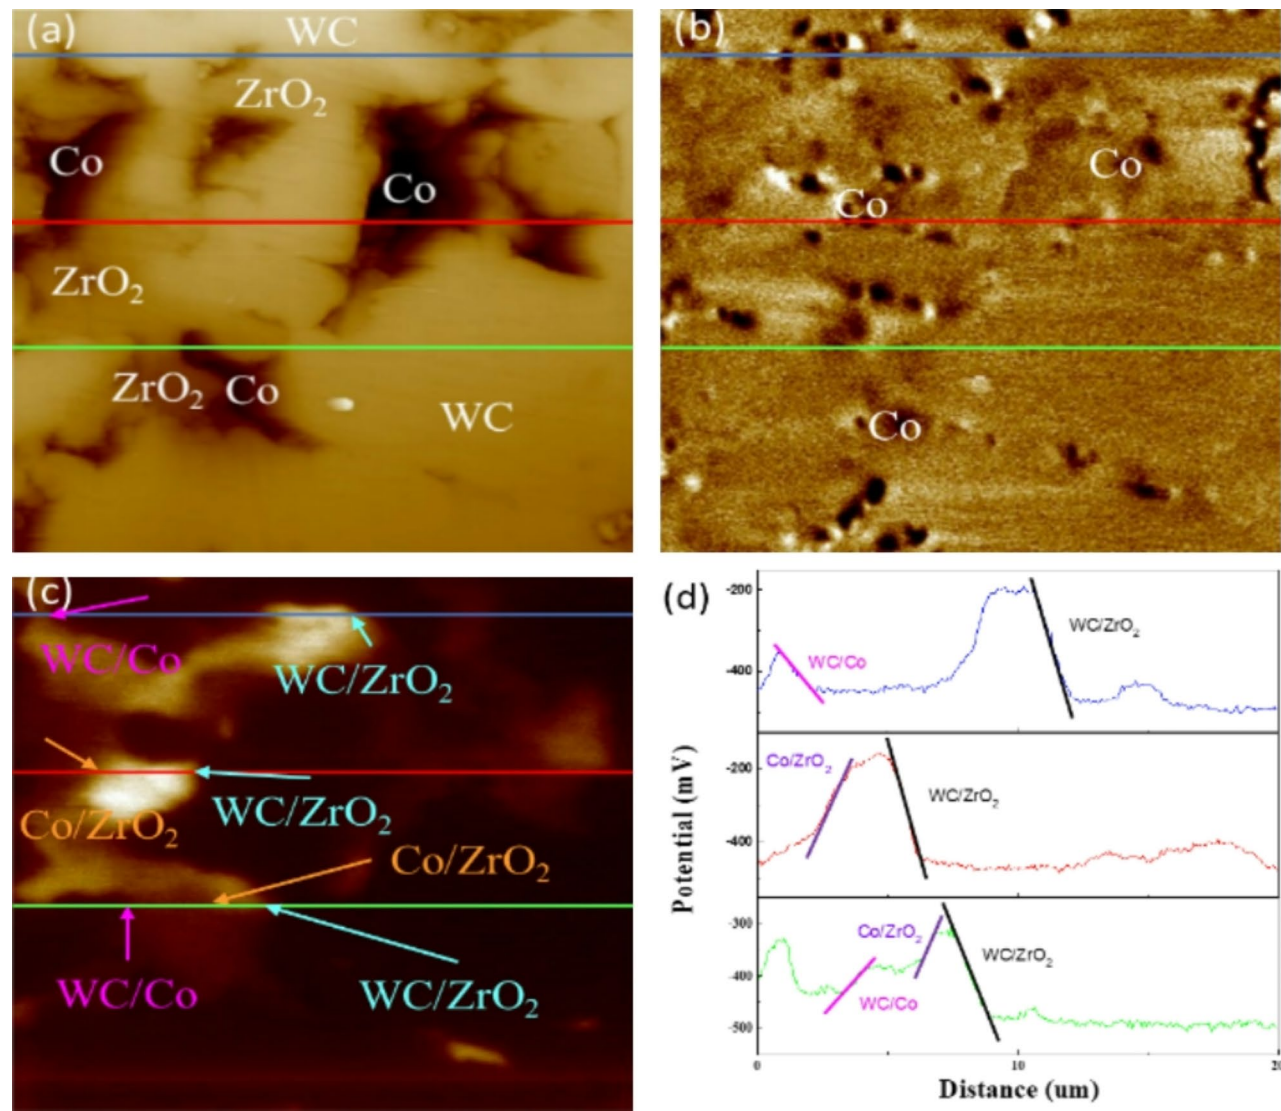 (a)
WC
ZrO₂
Co
Co
ZrO₂
ZrO₂
Co
WC
(b)
Co
Co
Co
(c)
WC/Co
WC/ZrO₂
Co/ZrO₂
WC/ZrO₂
Co/ZrO₂
WC/Co
WC/ZrO₂
(d)
-200
-400
WC/Co
WC/ZrO₂
-200
-400
Co/ZrO₂
WC/ZrO₂
-300
-400
-500
Co/ZrO₂
WC/Co
WC/ZrO₂
Potential (mV)
0
10
20
Distance (um)